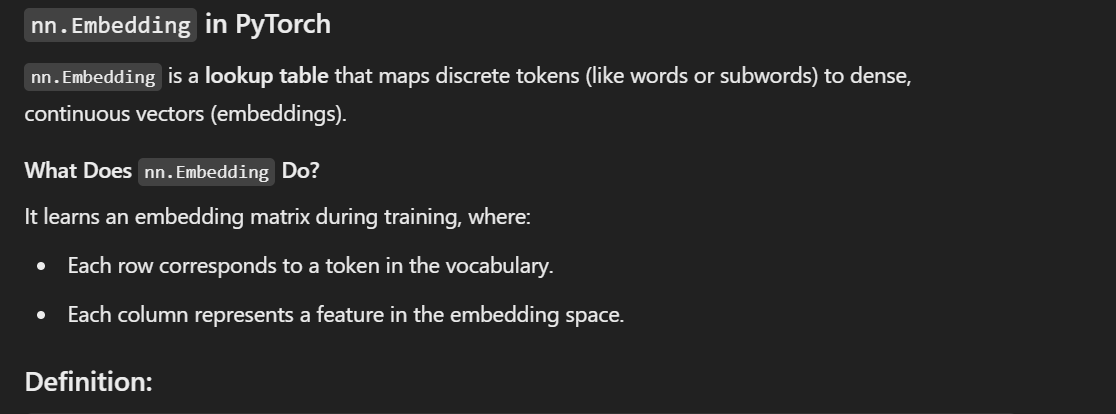 nn.Embedding in PyTorch
nn.Embedding is a lookup table that maps discrete tokens (like words or subwords) to dense,
continuous vectors (embeddings).
What Does nn.Embedding Do?
It learns an embedding matrix during training, where:
• Each row corresponds to a token in the vocabulary.
• Each column represents a feature in the embedding space.
Definition: